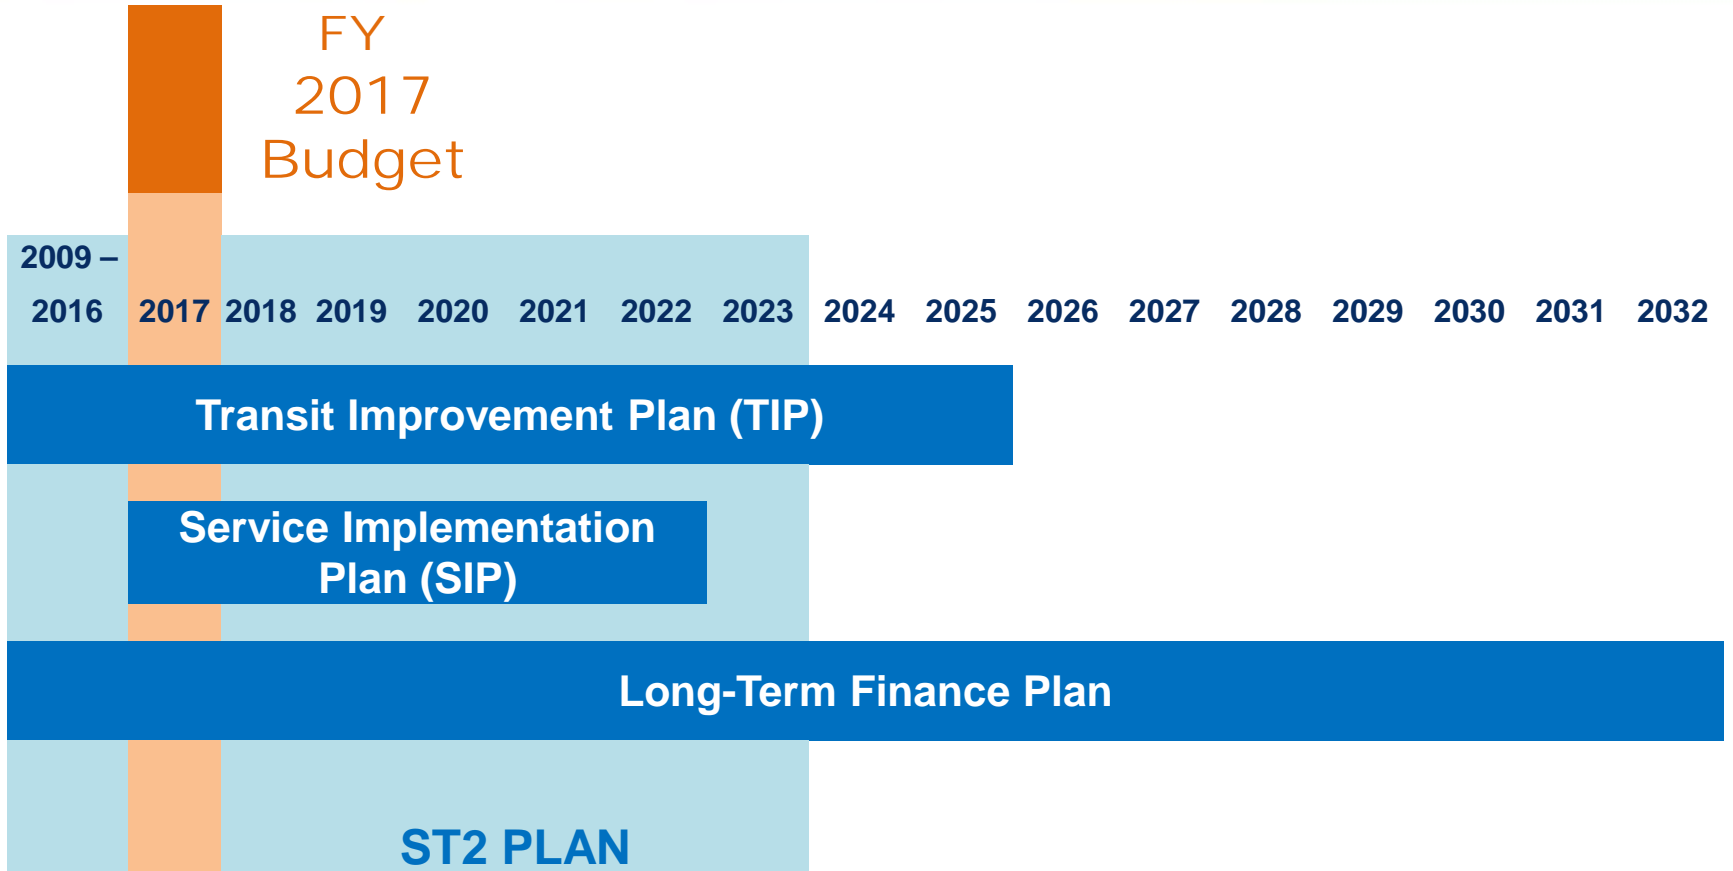 FY
2017
Budget
2009 –
2016 2017 2018 2019 2020 2021 2022 2023 2024 2025 2026 2027 2028 2029 2030 2031 2032
Transit Improvement Plan (TIP)
Service Implementation
Plan (SIP)
Long-Term Finance Plan
ST2 PLAN